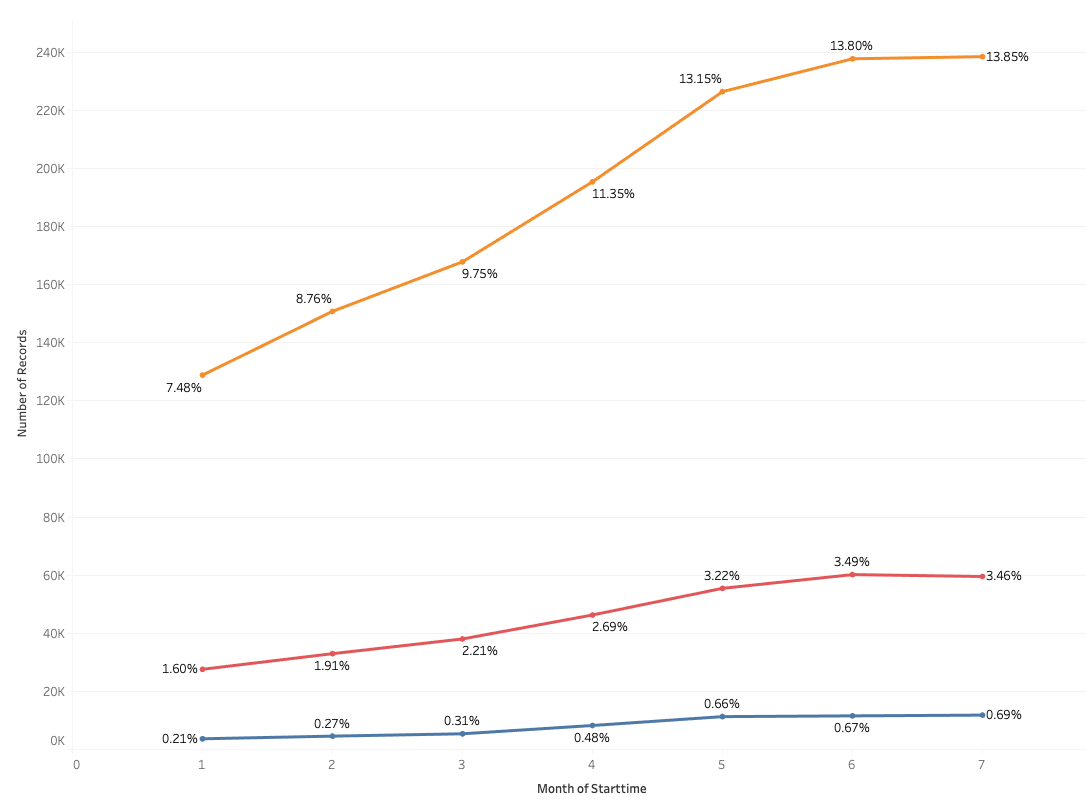 240K
220K
200K
180K
160K
140K
120K
100K
80K
60K
40K
20K
0K
Number of Records
7.48%
8.76%
9.75%
11.35%
13.15%
13.80%
13.85%
1.60%
1.91%
2.21%
2.69%
3.22%
3.49%
3.46%
0.21%
0.27%
0.31%
0.48%
0.66%
0.67%
0.69%
0 1 2 3 4 5 6 7
Month of Starttime